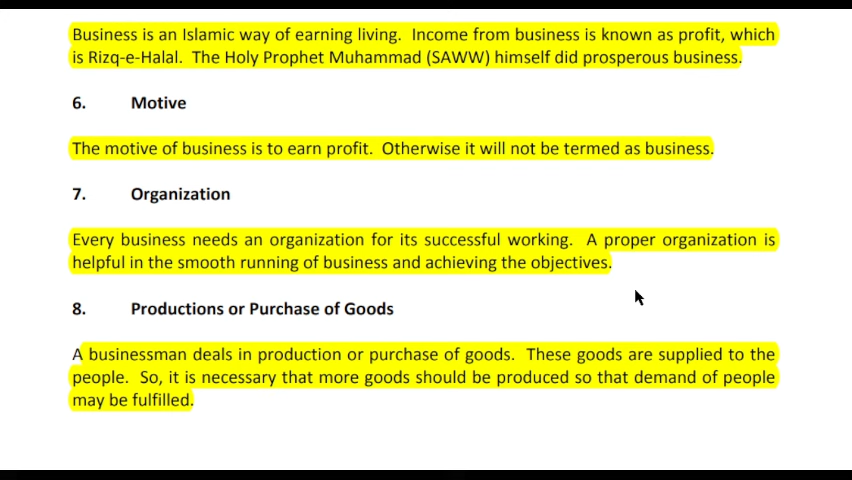 Business is an Islamic way of earning living. Income from business is known as profit, which
is Rizq-e-Halal. The Holy Prophet Muhammad (SAWW) himself did prosperous business.
6. Motive
The motive of business is to earn profit. Otherwise it will not be termed as business.
7. Organization
Every business needs an organization for its successful working. A proper organization is
helpful in the smooth running of business and achieving the objectives.
8. Productions or Purchase of Goods
A businessman deals in production or purchase of goods. These goods are supplied to the
people. So, it is necessary that more goods should be produced so that demand of people
may be fulfilled.